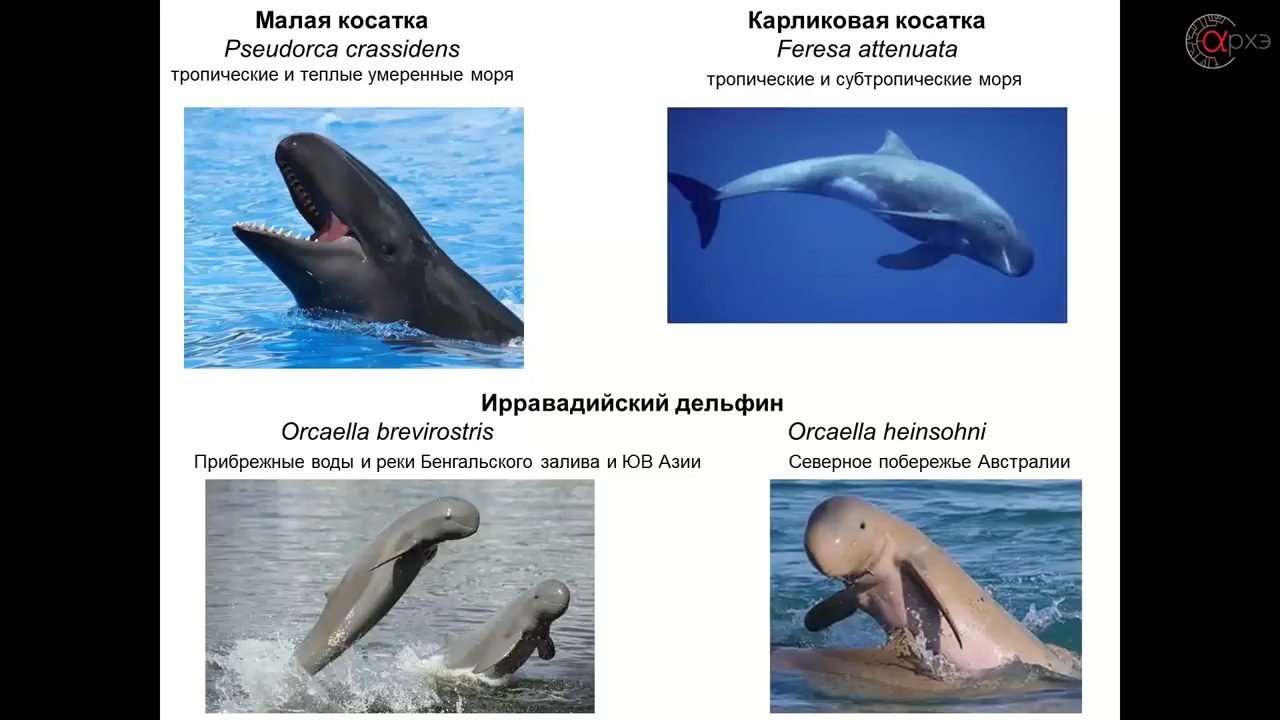 Малая косатка
Pseudorca crassidens
тропические и теплые умеренные моря
Карликовая косатка
Feresa attenuata
тропические и субтропические моря
αрхэ
Ирравадийский дельфин
Orcaella brevirostris
Прибрежные воды и реки Бенгальского залива и ЮВ Азии
Orcaella heinsohni
Северное побережье Австралии